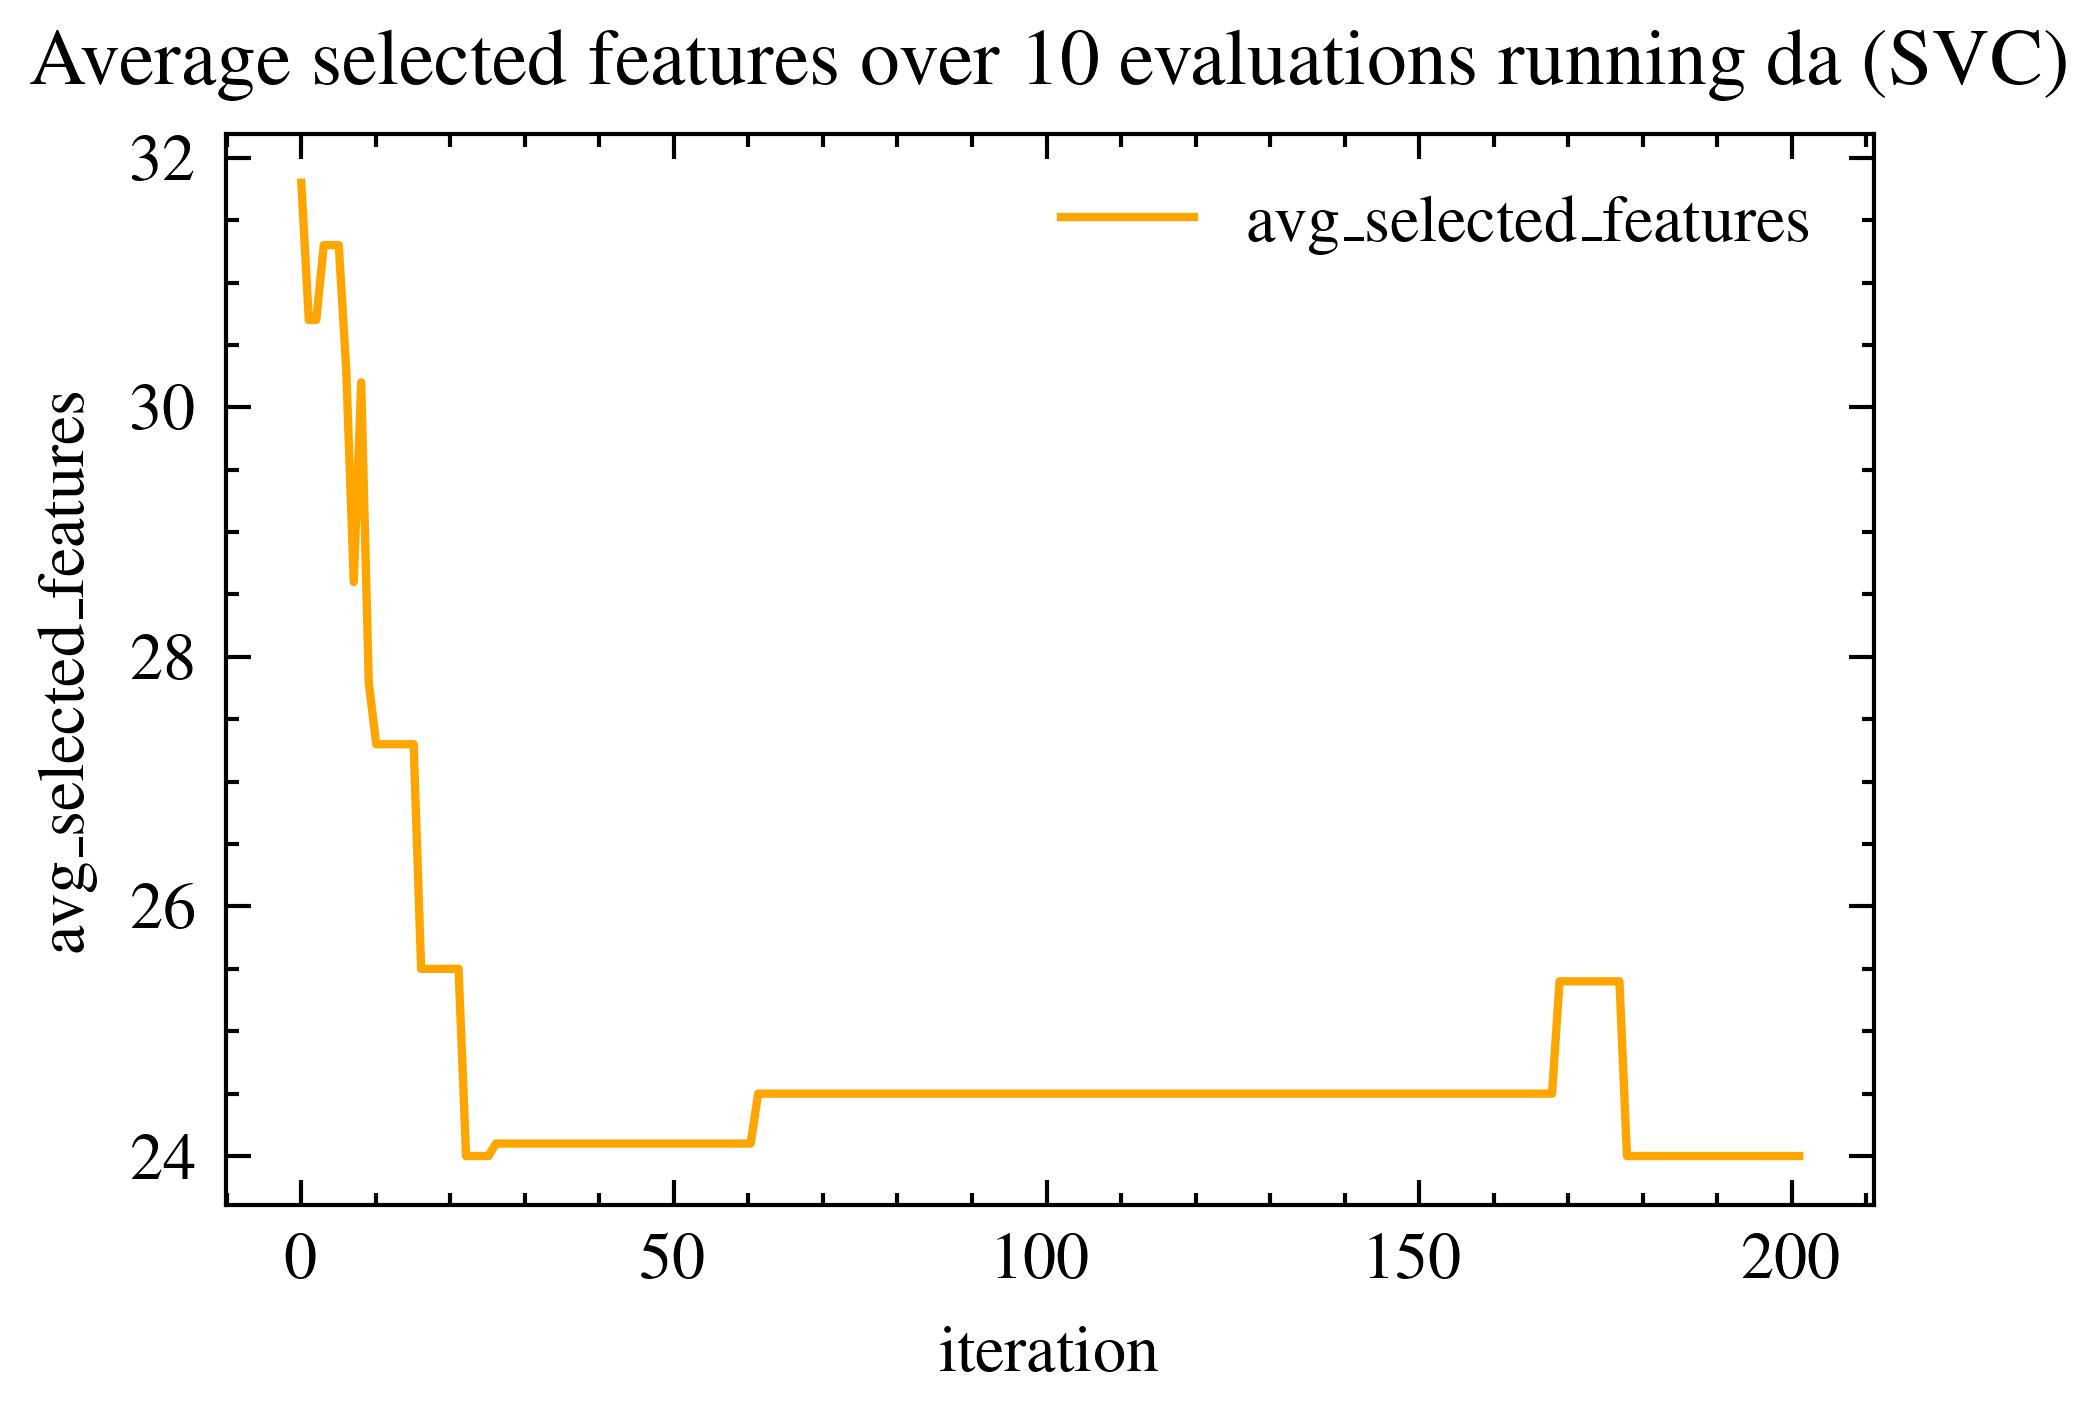 Average selected features over 10 evaluations running da (SVC)
avg_selected_features
32
30
28
26
24
avg_selected_features
0 50 100 150 200
iteration